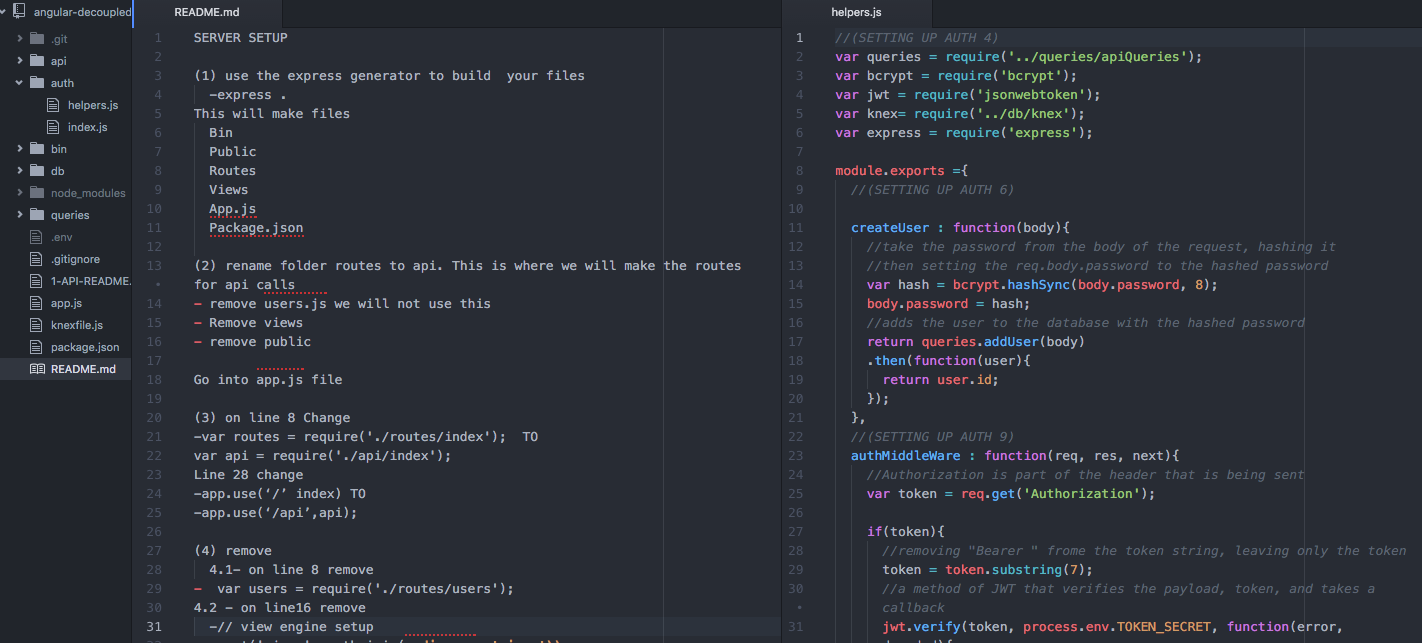 angular-decoupled
.git
api
auth
helpers.js
index.js
bin
db
node_modules
queries
.env
.gitignore
1-API-README.
app.js
knexfile.js
package.json
README.md
README.md
1 SERVER SETUP
2
3 (1) use the express generator to build  your files
4 -express .
5 This will make files
6 Bin
7 Public
8 Routes
9 Views
10 App.js
11 Package.json
12
13 (2) rename folder routes to api. This is where we will make the routes
• for api calls
14 - remove users.js we will not use this
15 - Remove views
16 - remove public
17
18 Go into app.js file
19
20 (3) on line 8 Change
21 -var routes = require('./routes/index');  TO
22 var api = require('./api/index');
23 Line 28 change
24 -app.use(‘/’ index) TO
25 -app.use(‘/api’,api);
26
27 (4) remove
28 4.1- on line 8 remove
29 -  var users = require('./routes/users');
30 4.2 - on line16 remove
31 -// view engine setup
helpers.js
1 //(SETTING UP AUTH 4)
2 var queries = require('../queries/apiQueries');
3 var bcrypt = require('bcrypt');
4 var jwt = require('jsonwebtoken');
5 var knex= require('../db/knex');
6 var express = require('express');
7
8 module.exports ={
9 //(SETTING UP AUTH 6)
10
11 createUser : function(body){
12 //take the password from the body of the request, hashing it
13 //then setting the req.body.password to the hashed password
14 var hash = bcrypt.hashSync(body.password, 8);
15 body.password = hash;
16 //adds the user to the database with the hashed password
17 return queries.addUser(body)
18 .then(function(user){
19 return user.id;
20 });
21 },
22 //(SETTING UP AUTH 9)
23 authMiddleWare : function(req, res, next){
24 //Authorization is part of the header that is being sent
25 var token = req.get('Authorization');
26
27 if(token){
28 //removing "Bearer " frome the token string, leaving only the token
29 token = token.substring(7);
30 //a method of JWT that verifies the payload, token, and takes a
• callback
31 jwt.verify(token, process.env.TOKEN_SECRET, function(error,